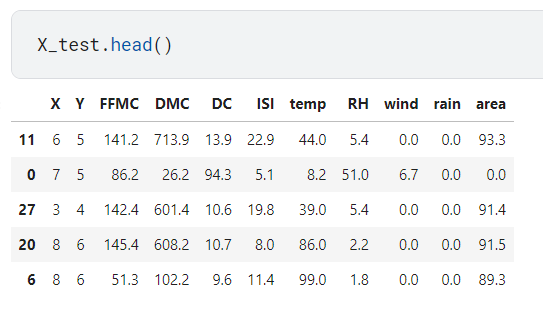 X_test.head()
X Y FFMC DMC DC ISI temp RH wind rain area
11 6 5 141.2 713.9 13.9 22.9 44.0 5.4 0.0 0.0 93.3
0 7 5 86.2 26.2 94.3 5.1 8.2 51.0 6.7 0.0 0.0
27 3 4 142.4 601.4 10.6 19.8 39.0 5.4 0.0 0.0 91.4
20 8 6 145.4 608.2 10.7 8.0 86.0 2.2 0.0 0.0 91.5
6 8 6 51.3 102.2 9.6 11.4 99.0 1.8 0.0 0.0 89.3